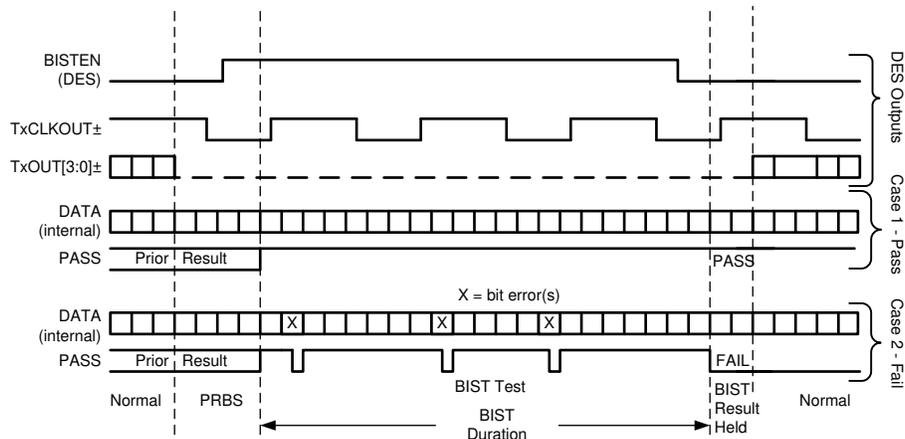 BISTEN
(DES)
TxCLKOUT±
TxOUT[3:0]±
DES Outputs
DATA
(internal)
PASS
Prior Result
PASS
Case 1 - Pass
X = bit error(s)
DATA
(internal)
X
X
X
PASS
Prior Result
FAIL
Case 2 - Fail
Normal
PRBS
BIST Test
BIST
Duration
BIST
Result
Held
Normal